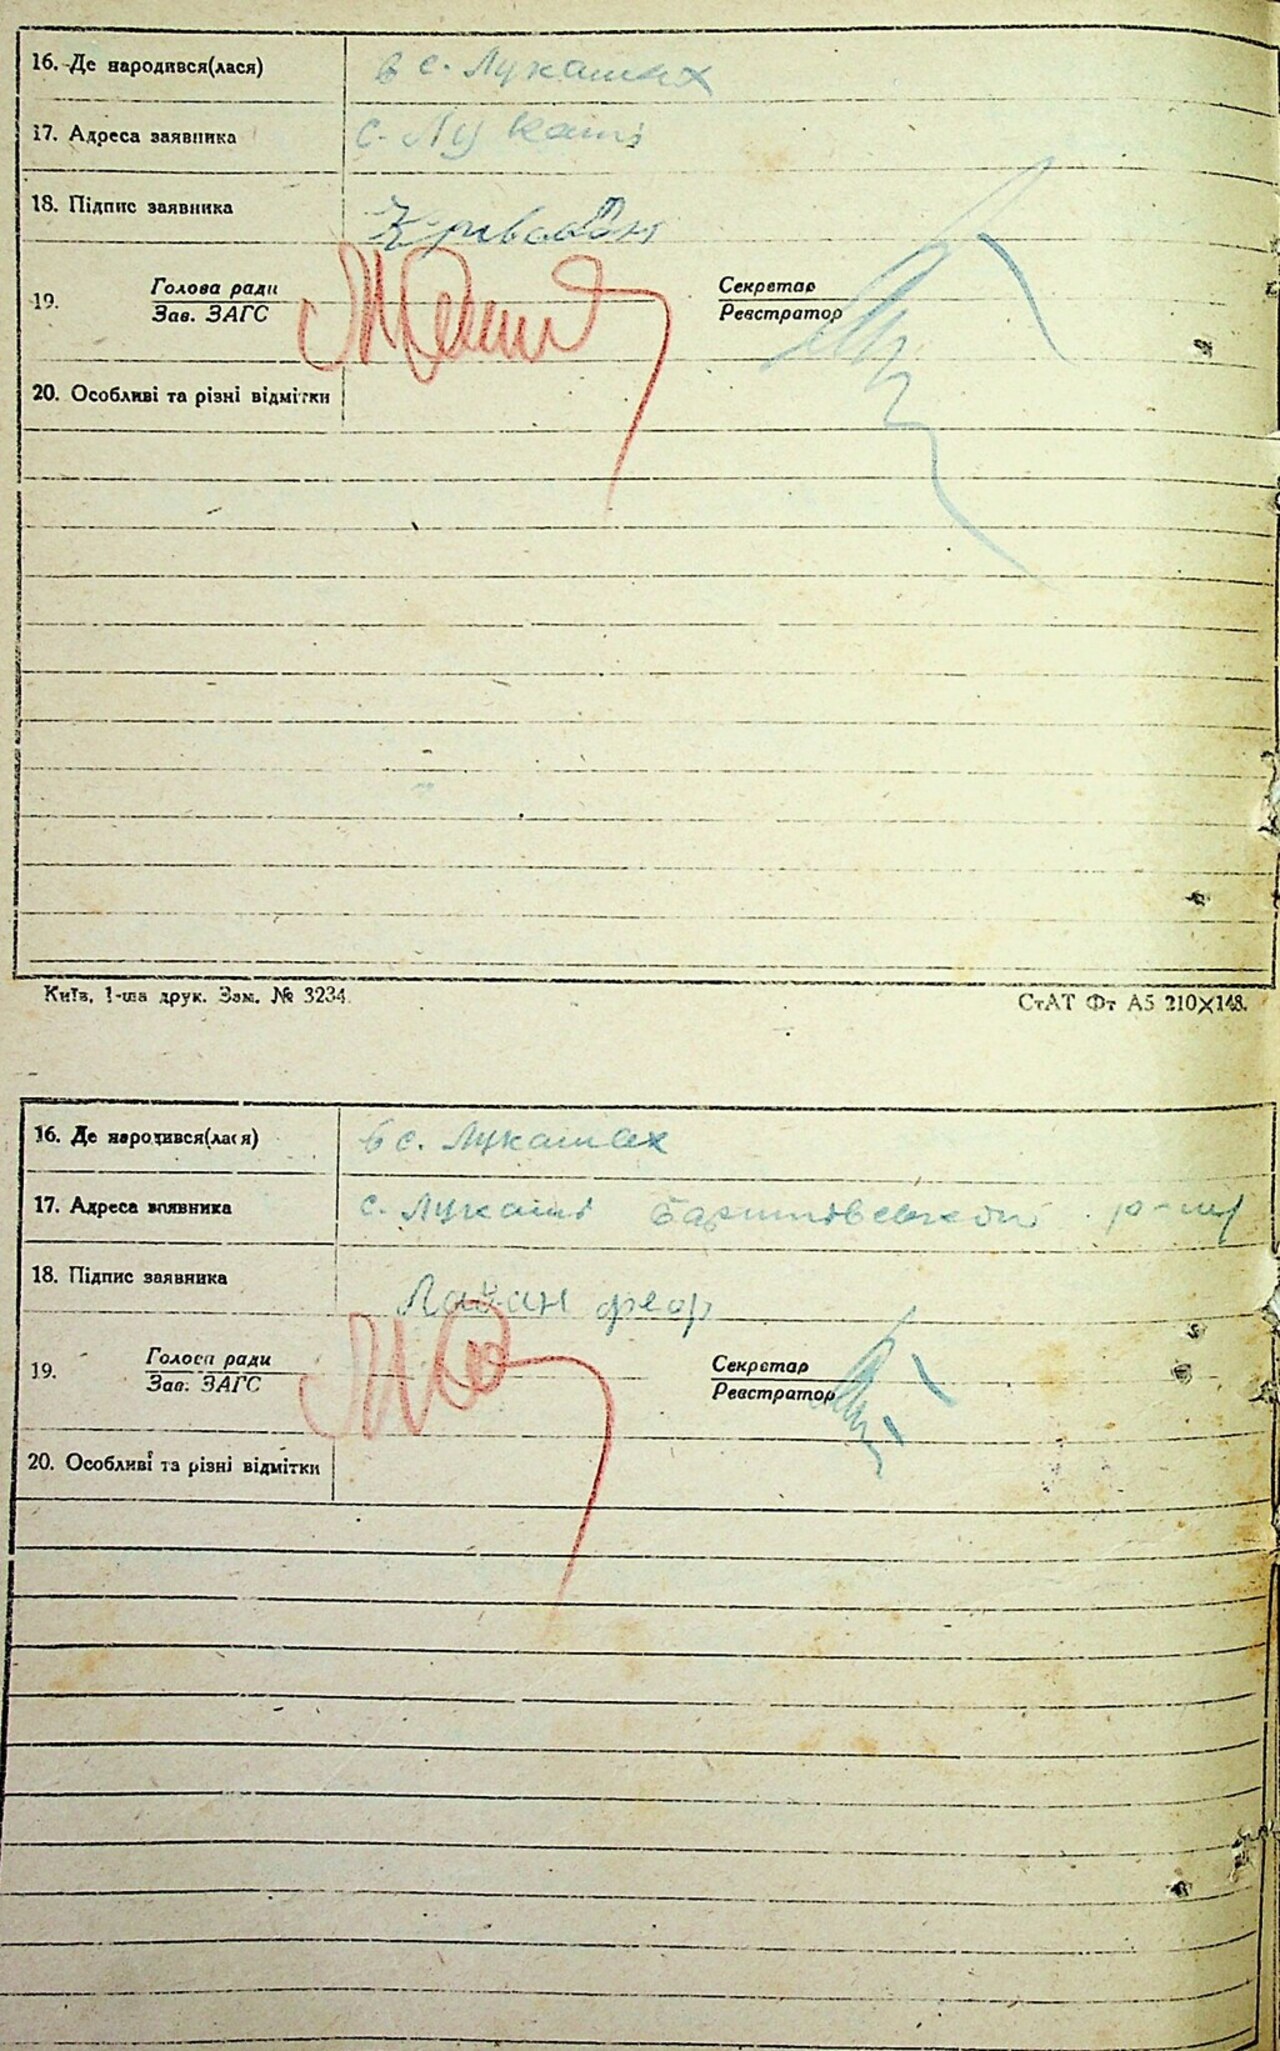 16. Де народився(лася) в с. Лукашах
17. Адреса заявника с. Лукаші
18. Підпис заявника
19. Голова ради Секретар
Зав. ЗАГС Реєстратор
20. Особливі та різні відмітки
Київ, 1-ша друк. Зам. № 3234. СтАТ Фт А5 210×148.
16. Де народився(лася) в с. Лукашах
17. Адреса заявника с. Лукаші
18. Підпис заявника
19. Голова ради Секретар
Зав. ЗАГС Реєстратор
20. Особливі та різні відмітки